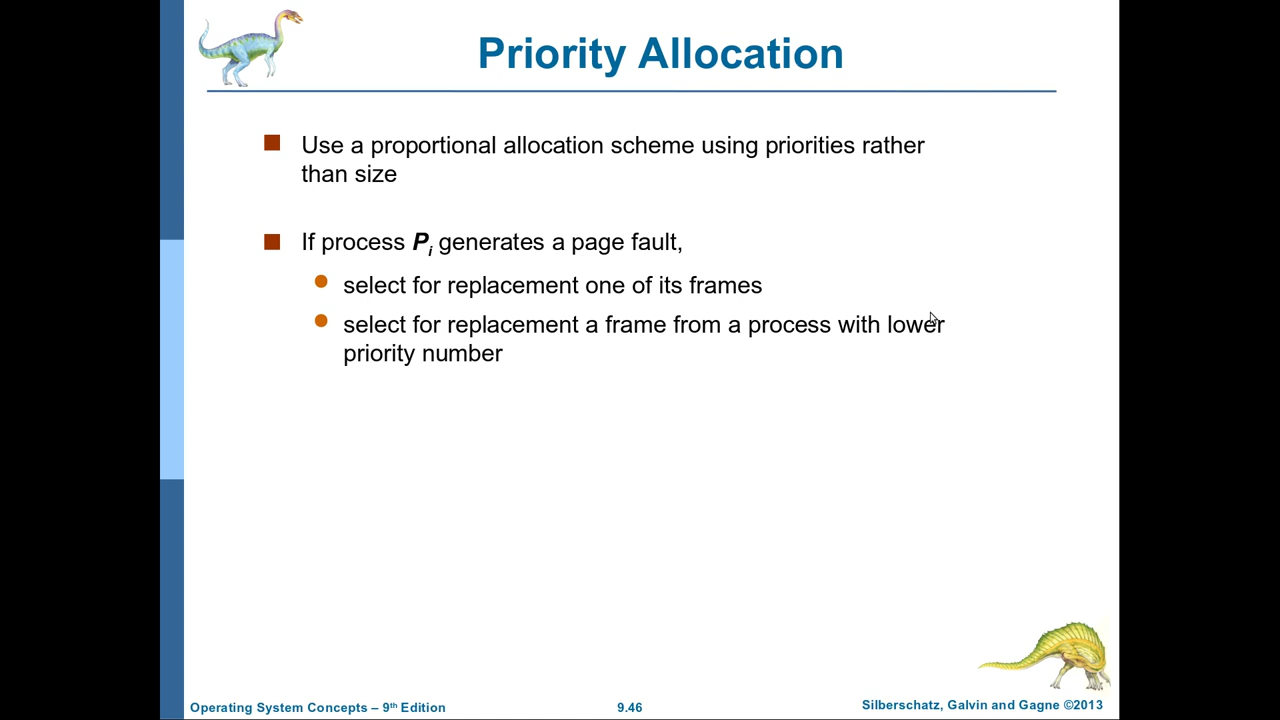 Priority Allocation
Use a proportional allocation scheme using priorities rather
than size
If process Pi generates a page fault,
select for replacement one of its frames
select for replacement a frame from a process with lower
priority number
Operating System Concepts – 9th Edition
9.46
Silberschatz, Galvin and Gagne ©2013